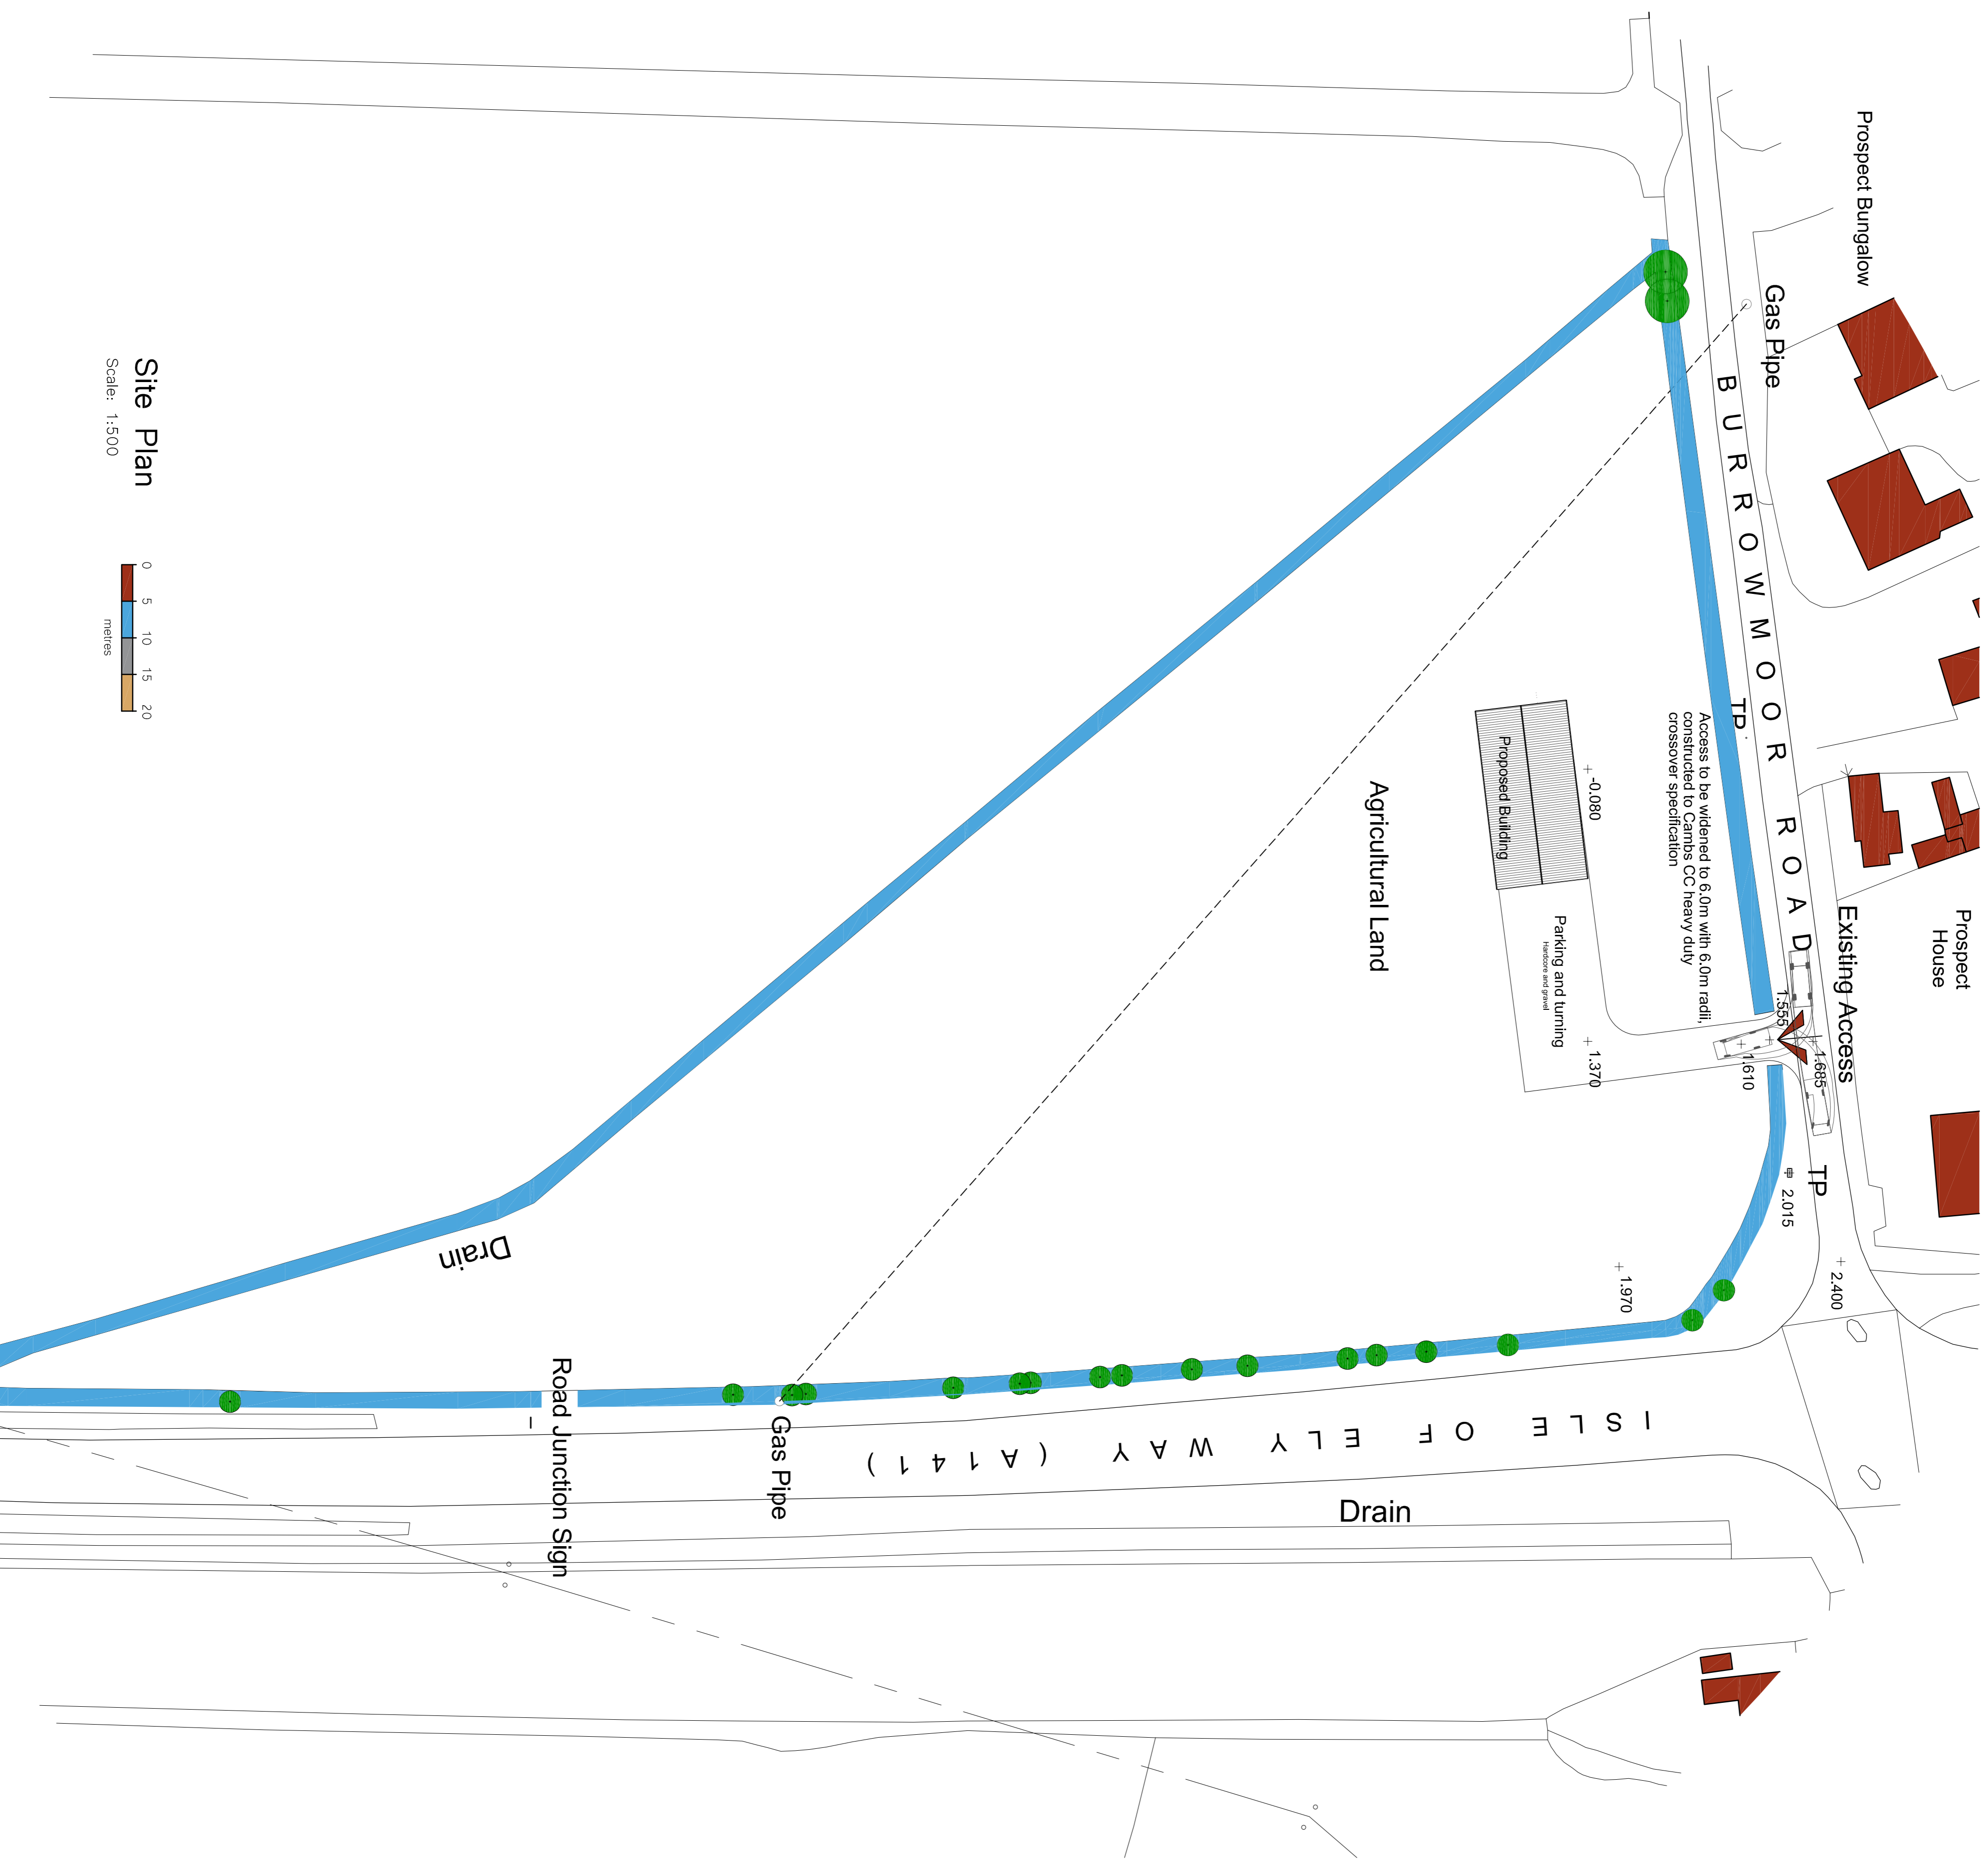 Prospect Bungalow
Gas Pipe
BURROWMOOR ROAD
TP
Prospect
House
Existing Access
Access to be widened to 6.0m with 6.0m radii,
constructed to Cambs CC heavy duty
crossover specification
-0.080
Proposed Building
Parking and turning
Hardcore and gravel
Agricultural Land
1.370
1.555
1.610
1.685
TP
2.015
2.400
1.970
ISLE OF ELY WAY (A141)
Drain
Gas Pipe
Road Junction Sign
Drain
Site Plan
Scale: 1:500
0 5 10 15 20
metres